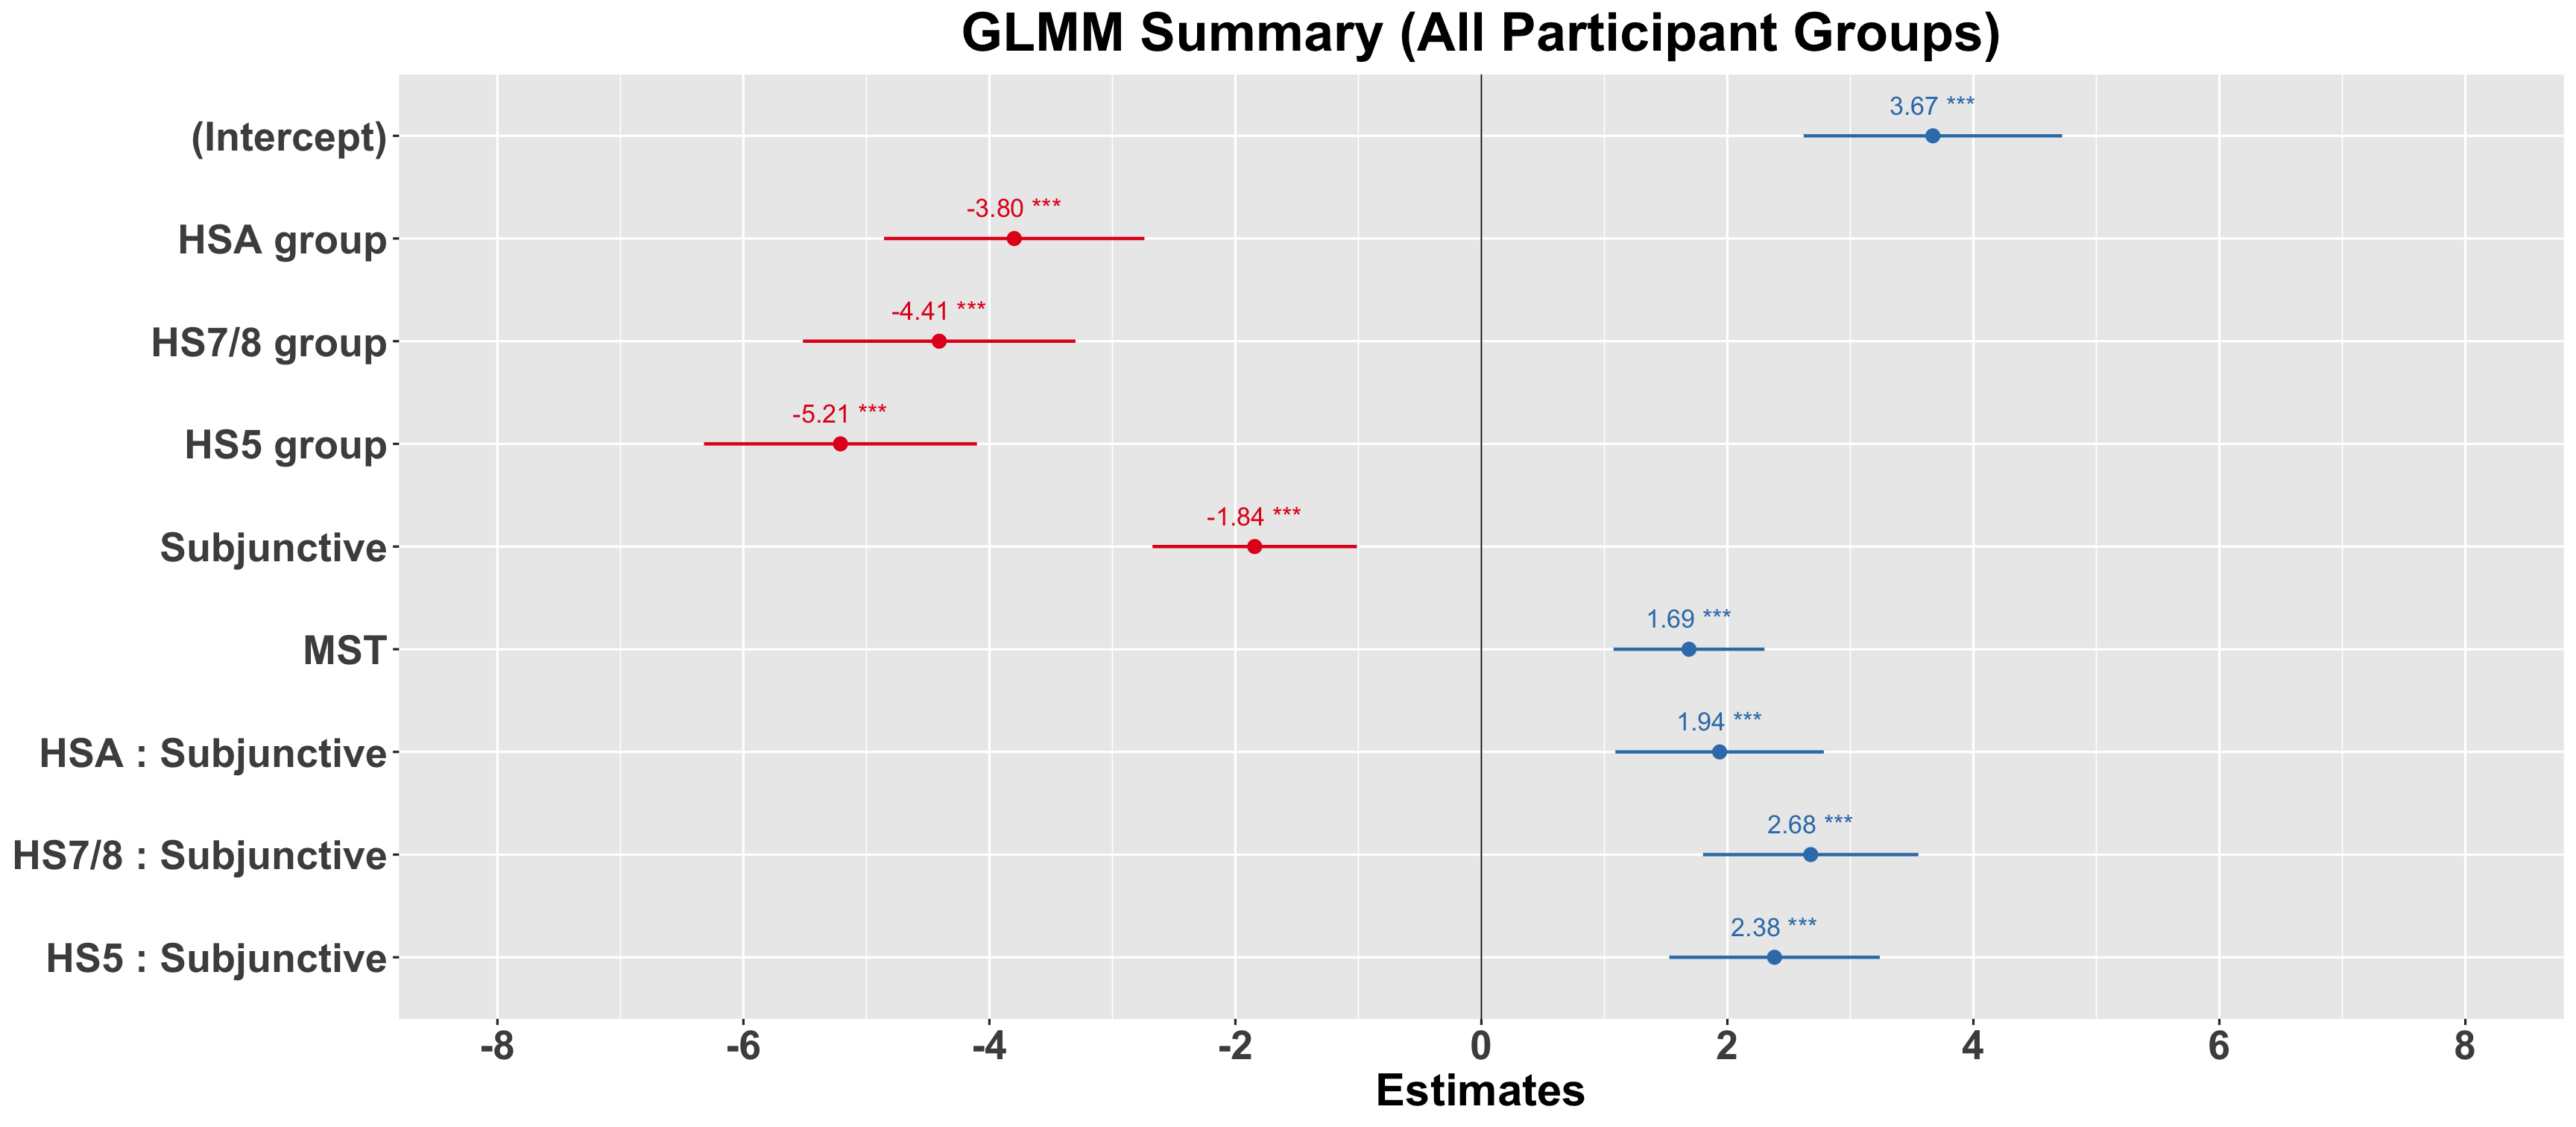 GLMM Summary (All Participant Groups)
(Intercept)
3.67 ***
HSA group
-3.80 ***
HS7/8 group
-4.41 ***
HS5 group
-5.21 ***
Subjunctive
-1.84 ***
MST
1.69 ***
HSA : Subjunctive
1.94 ***
HS7/8 : Subjunctive
2.68 ***
HS5 : Subjunctive
2.38 ***
-8 -6 -4 -2 0 2 4 6 8
Estimates